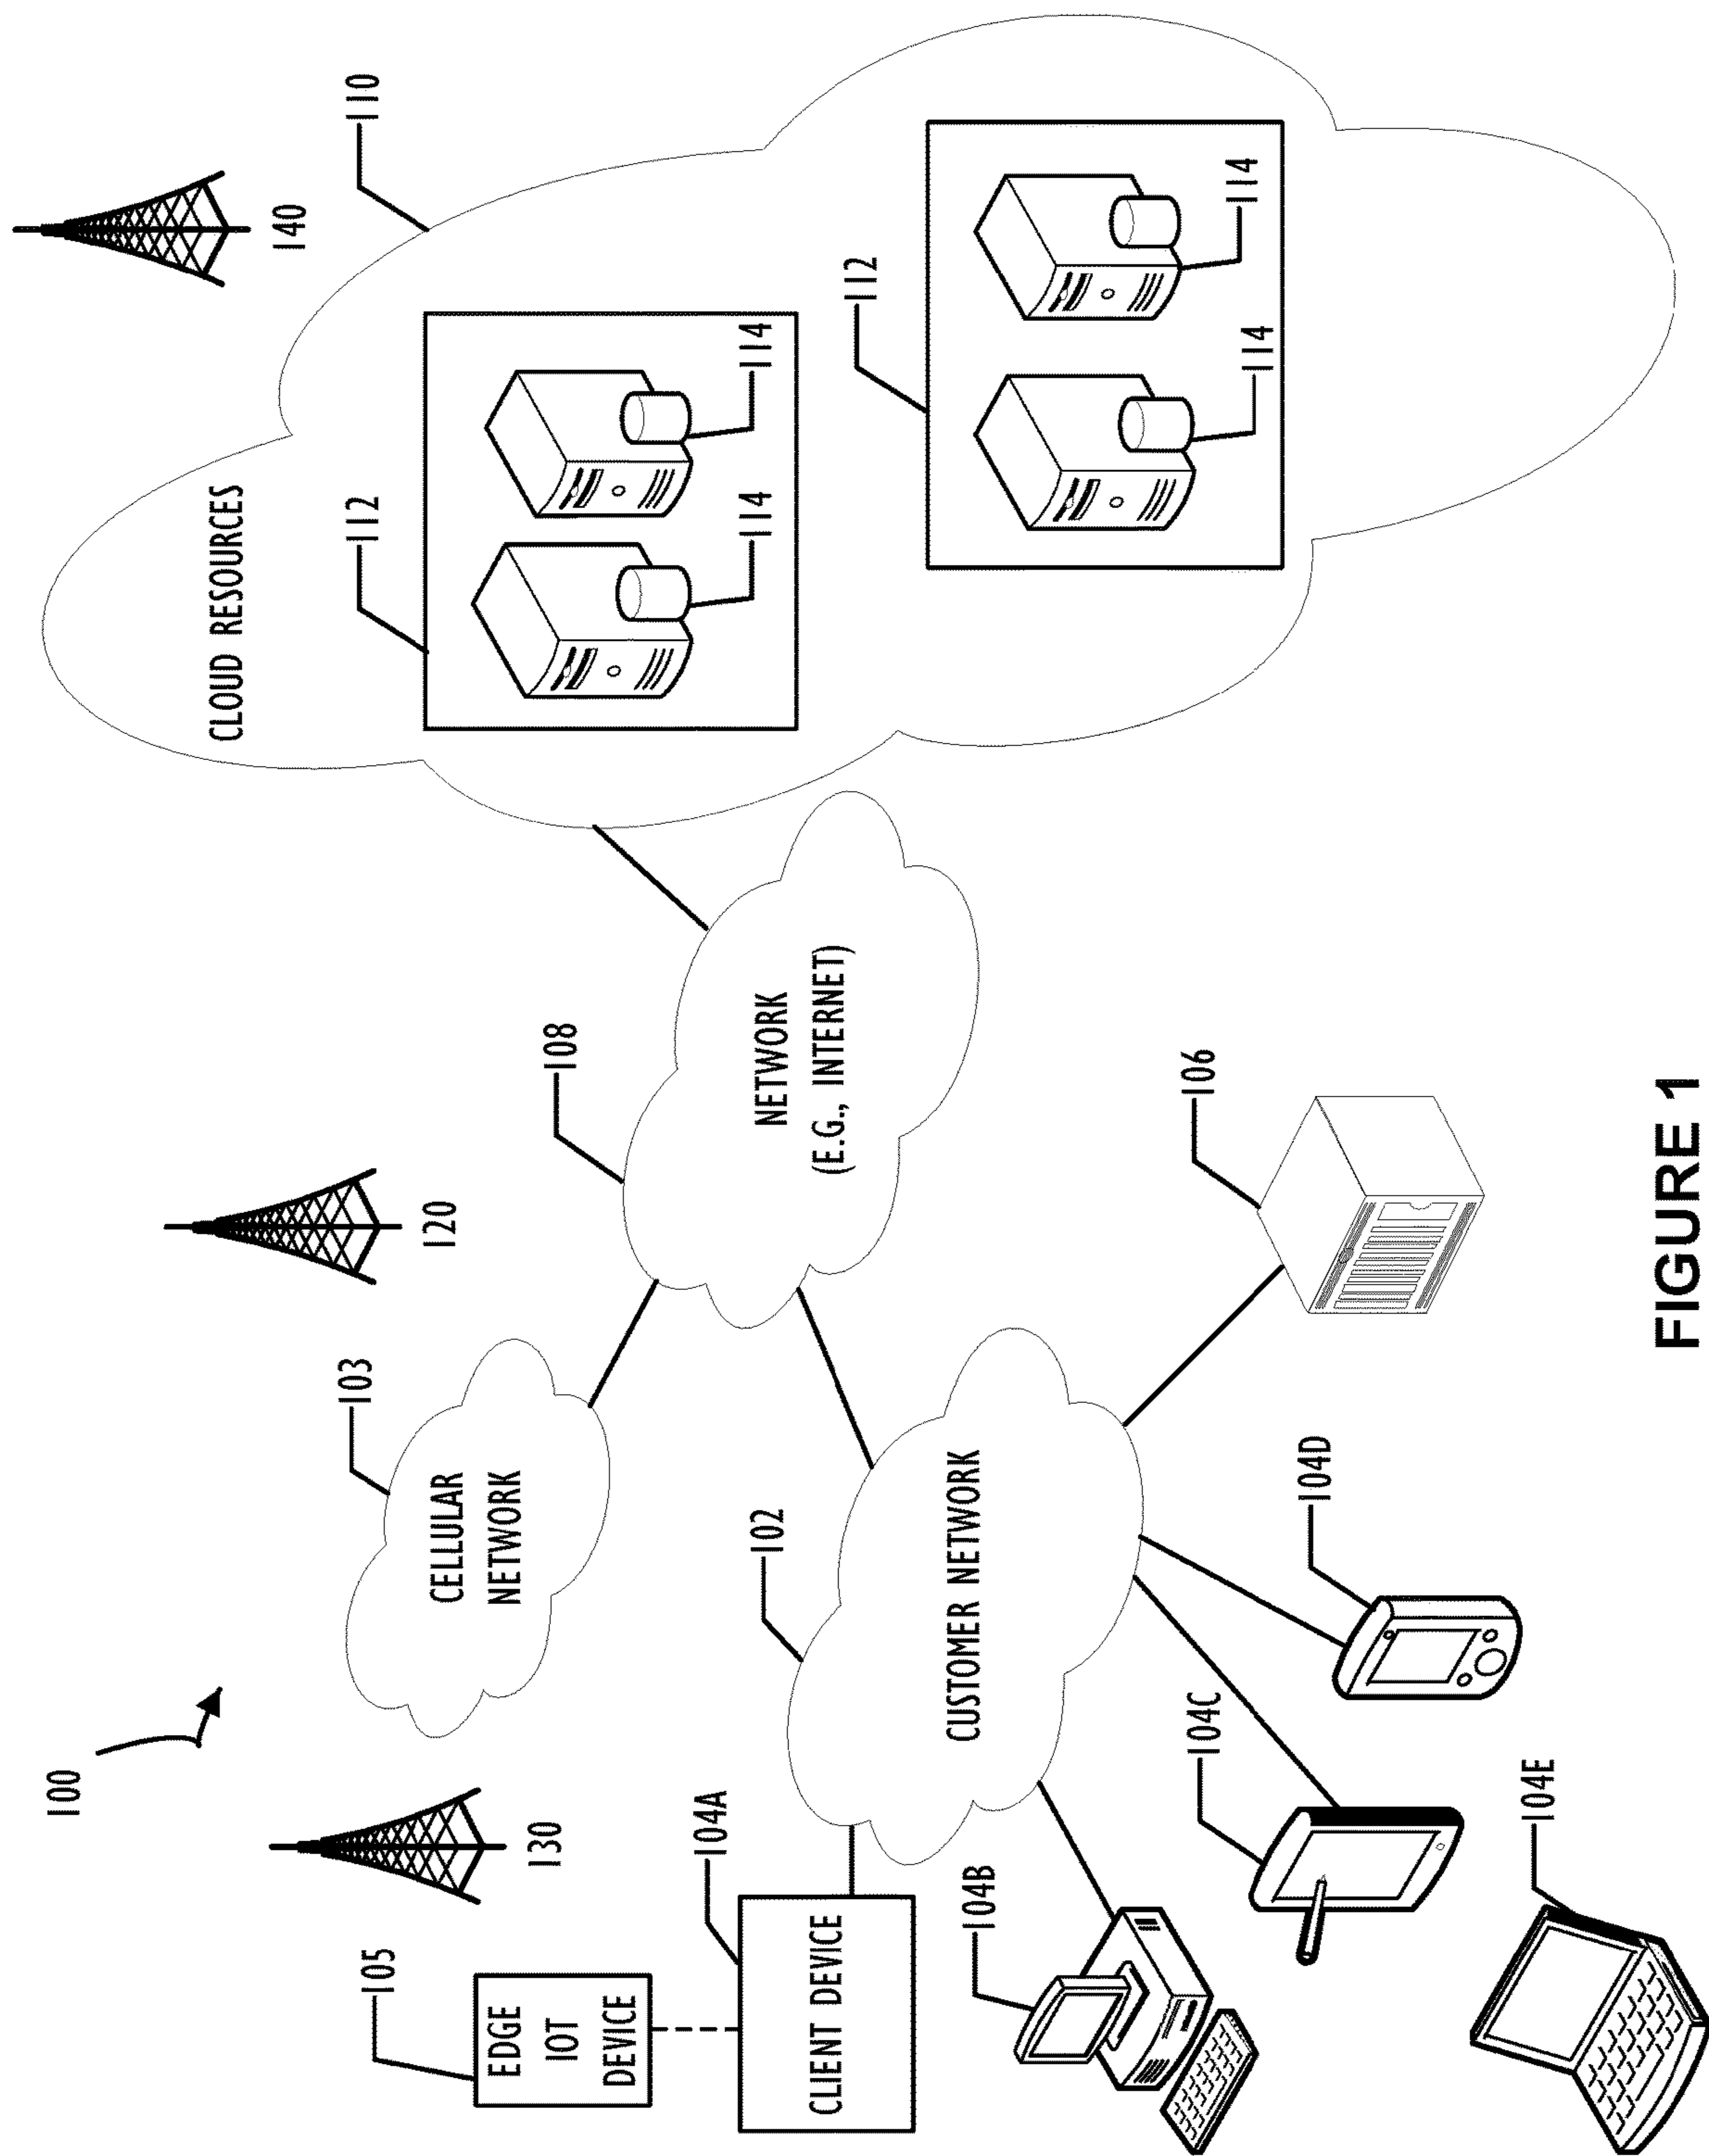 100
140
110
CLOUD RESOURCES
130
120
105
EDGE
IOT
DEVICE
103
CELLULAR
NETWORK
108
112
114
114
104A
CLIENT DEVICE
102
CUSTOMER NETWORK
NETWORK
(E.G., INTERNET)
112
114
114
104B
104C
104D
106
104E
FIGURE 1